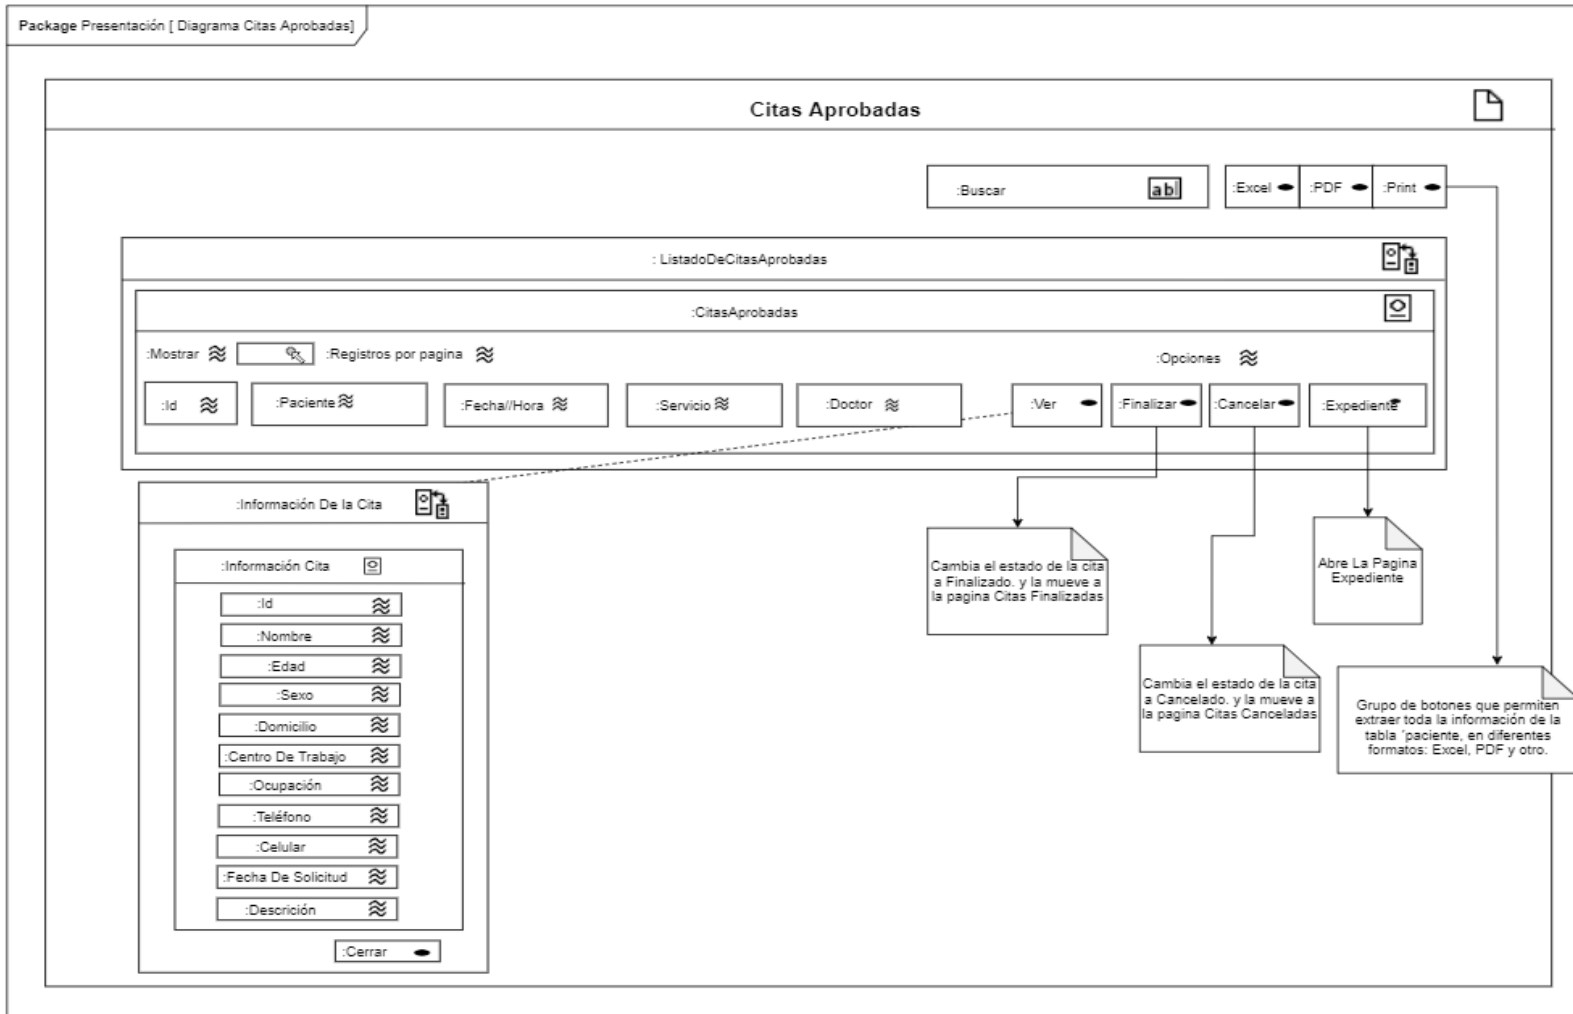 Package Presentación [ Diagrama Citas Aprobadas]
Citas Aprobadas
:Buscar
ab|
:Excel
:PDF
:Print
: ListadoDeCitasAprobadas
:CitasAprobadas
:Mostrar
:Registros por pagina
:Opciones
:Id
:Paciente
:Fecha//Hora
:Servicio
:Doctor
:Ver
:Finalizar
:Cancelar
:Expediente
:Información De la Cita
:Información Cita
:Id
:Nombre
:Edad
:Sexo
:Domicilio
:Centro De Trabajo
:Ocupación
:Teléfono
:Celular
:Fecha De Solicitud
:Descrición
:Cerrar
Cambia el estado de la cita
a Finalizado. y la mueve a
la pagina Citas Finalizadas
Cambia el estado de la cita
a Cancelado. y la mueve a
la pagina Citas Canceladas
Abre La Pagina
Expediente
Grupo de botones que permiten
extraer toda la información de la
tabla ´paciente, en diferentes
formatos: Excel, PDF y otro.